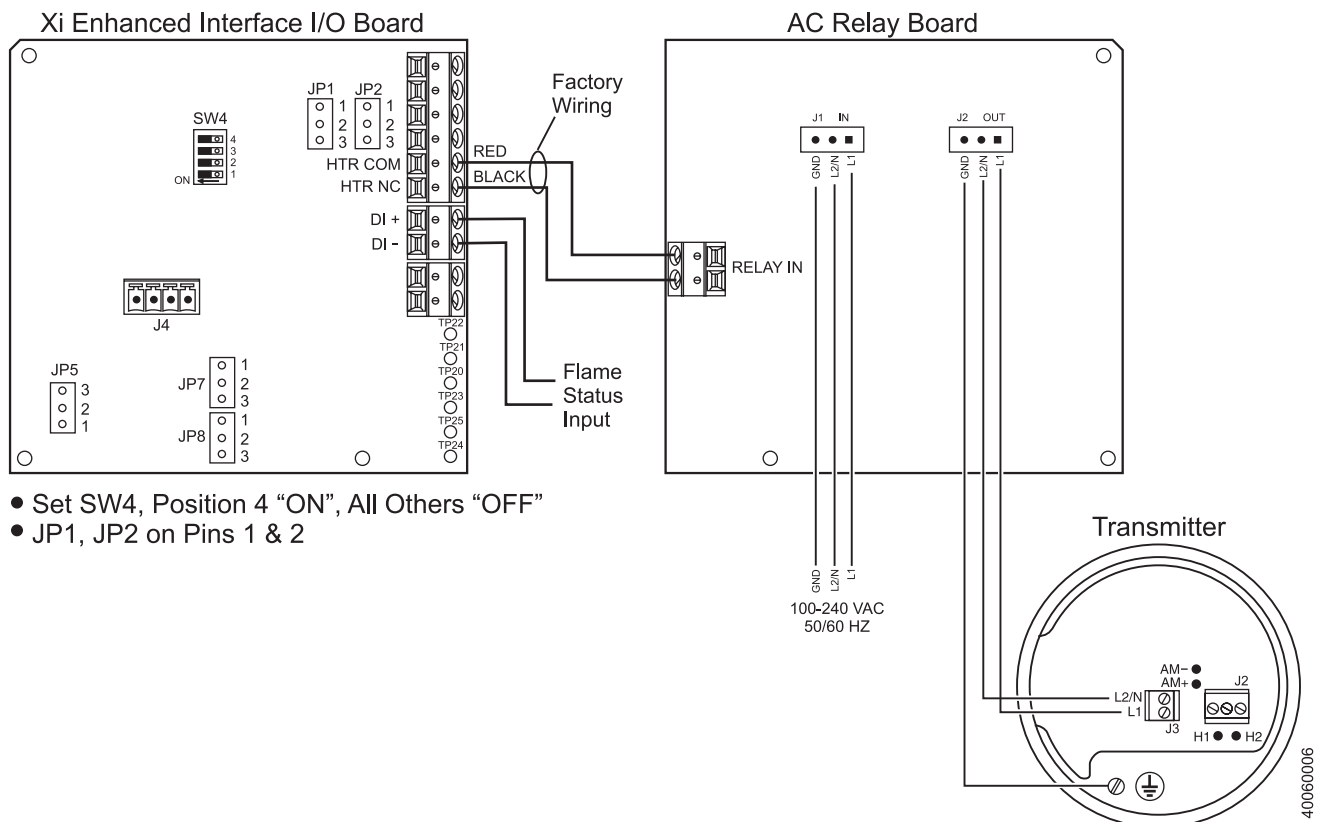 Xi Enhanced Interface I/O Board
AC Relay Board
JP1
1
2
3
JP2
1
2
3
SW4
4
3
2
1
ON
HTR COM
HTR NC
DI +
DI -
RED
BLACK
Factory
Wiring
J4
JP5
3
2
1
JP7
1
2
3
JP8
1
2
3
TP22
TP21
TP20
TP23
TP25
TP24
Flame
Status
Input
J1 IN
GND
L2/N
L1
J2 OUT
GND
L2/N
L1
RELAY IN
GND
L2/N
L1
100-240 VAC
50/60 HZ
● Set SW4, Position 4 “ON”, All Others “OFF”
● JP1, JP2 on Pins 1 & 2
Transmitter
AM-
AM+
L2/N
L1
J3
J2
H1
H2
40060006